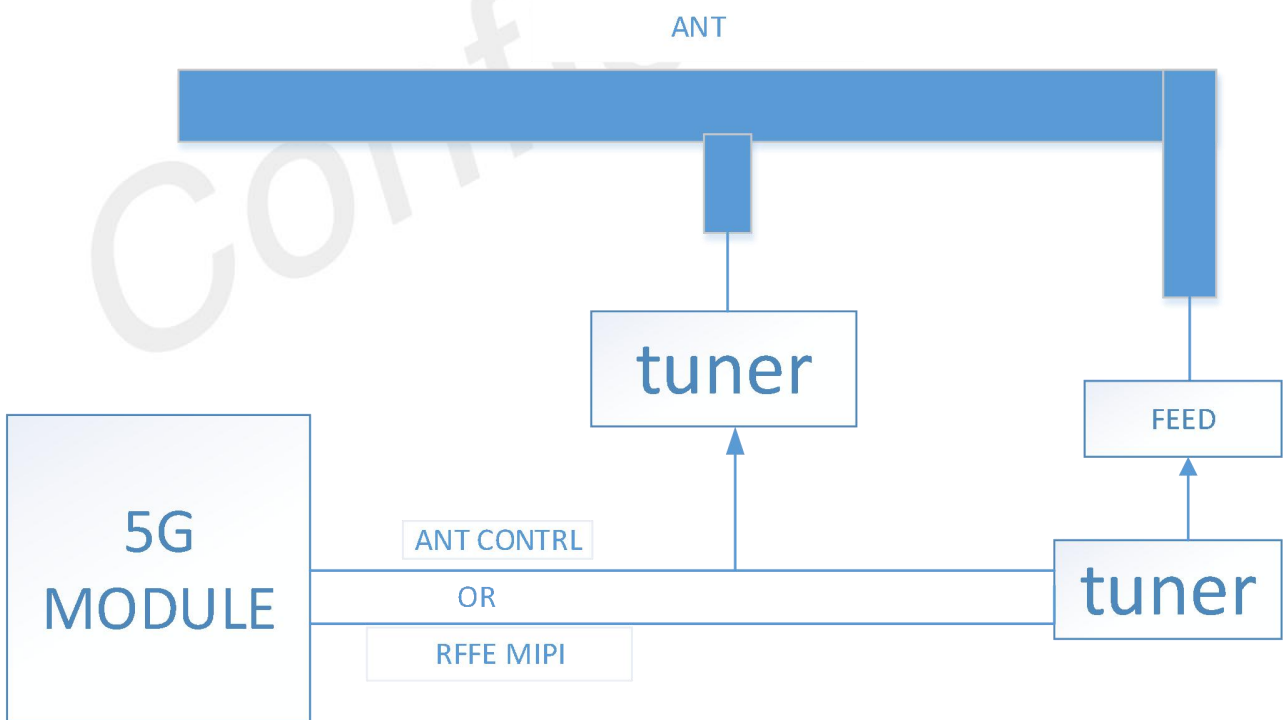 ANT
tuner
FEED
5G
MODULE
ANT CONTRL
OR
RFFE MIPI
tuner